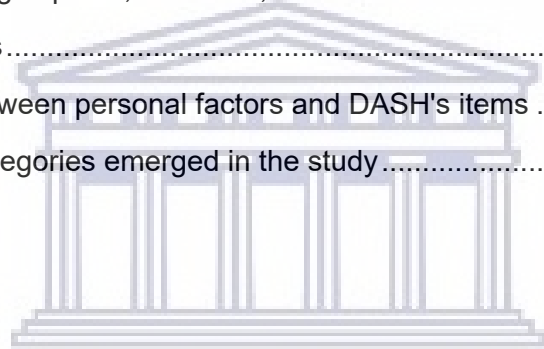 s......................................................................
ween personal factors and DASH's items .
egories emerged in the study....................